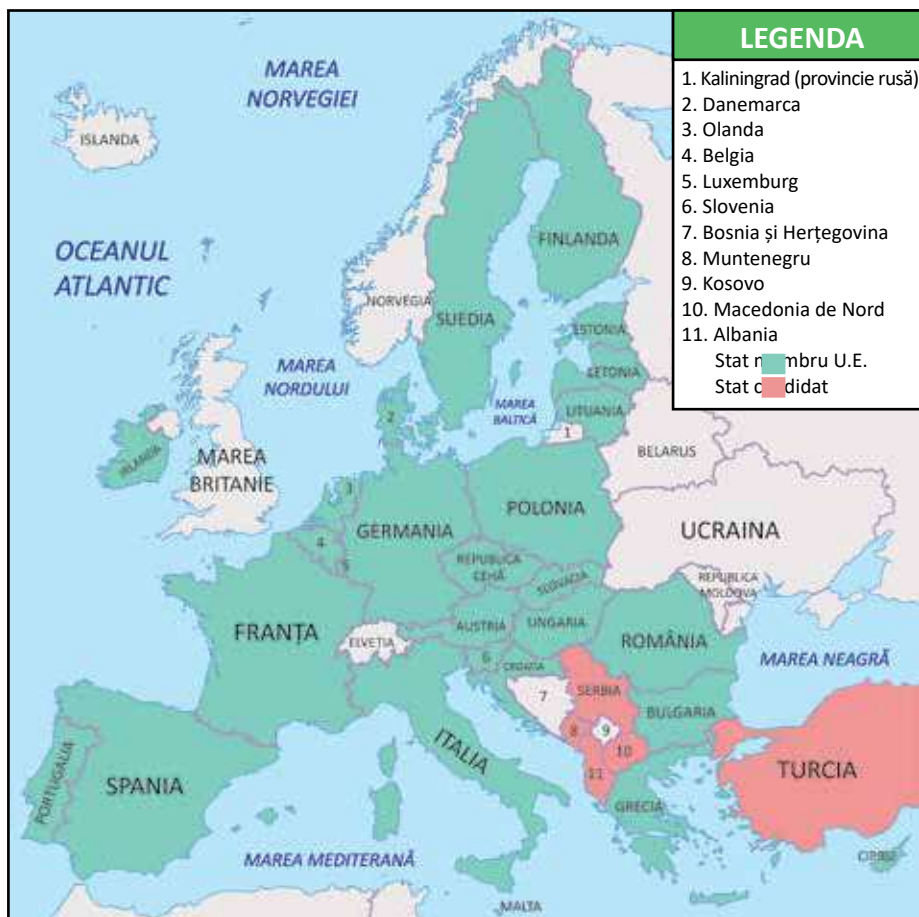 LEGENDA
1. Kaliningrad (provincie rusă)
2. Danemarca
3. Olanda
4. Belgia
5. Luxemburg
6. Slovenia
7. Bosnia și Herțegovina
8. Muntenegru
9. Kosovo
10. Macedonia de Nord
11. Albania
Stat membru U.E.
Stat candidat
MAREA
NORVEGIEI
ISLANDA
OCEANUL
ATLANTIC
FINLANDA
NORVEGIA
SUEDIA
ESTONIA
MAREA
NORDULUI
LETONIA
MAREA
BALTICĂ
LITUANIA
2
1
IRLANDA
MAREA
BRITANIE
BELARUS
3
POLONIA
GERMANIA
UCRAINA
4
REPUBLICA
CEHĂ
5
SLOVACIA
REPUBLICA
MOLDOVA
FRANȚA
AUSTRIA
UNGARIA
ROMÂNIA
ELVEȚIA
6
CROAȚIA
MAREA NEAGRĂ
7
SERBIA
BULGARIA
8
9
ITALIA
10
PORTUGALIA
SPANIA
11
TURCIA
GRECIA
MAREA MEDITERANĂ
CIPRU
MALTA